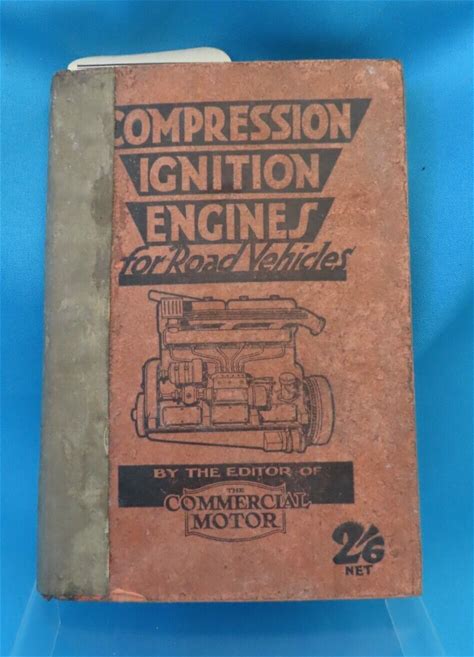 COMPRESSION
IGNITION
ENGINES
for Road Vehicles
BY THE EDITOR OF
THE
COMMERCIAL
MOTOR
2/6
NET